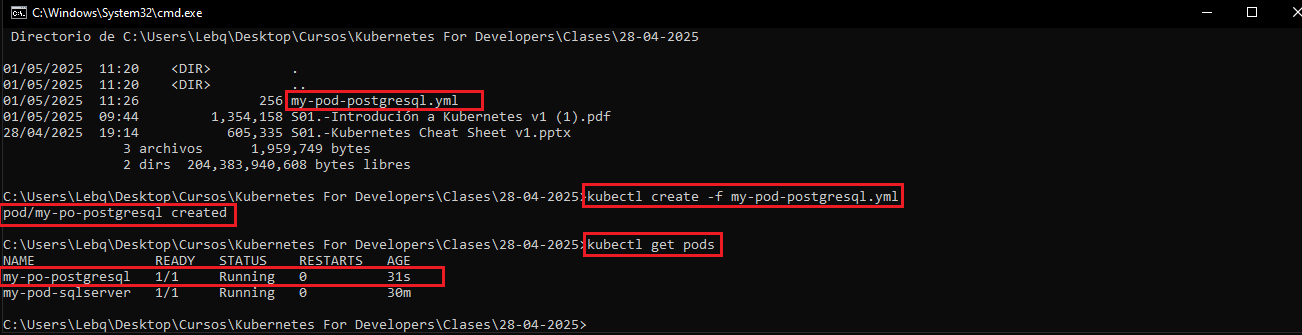 C:\Windows\System32\cmd.exe
Directorio de C:\Users\Lebq\Desktop\Cursos\Kubernetes For Developers\Clases\28-04-2025
01/05/2025  11:20    <DIR>          .
01/05/2025  11:20    <DIR>          ..
01/05/2025  11:26               256 my-pod-postgresql.yml
01/05/2025  09:44         1,354,158 S01.-Introdución a Kubernetes v1 (1).pdf
28/04/2025  19:14           605,335 S01.-Kubernetes Cheat Sheet v1.pptx
3 archivos      1,959,749 bytes
2 dirs  204,383,940,608 bytes libres
C:\Users\Lebq\Desktop\Cursos\Kubernetes For Developers\Clases\28-04-2025>kubectl create -f my-pod-postgresql.yml
pod/my-po-postgresql created
C:\Users\Lebq\Desktop\Cursos\Kubernetes For Developers\Clases\28-04-2025>kubectl get pods
NAME               READY   STATUS    RESTARTS   AGE
my-po-postgresql   1/1     Running   0          31s
my-pod-sqlserver   1/1     Running   0          30m
C:\Users\Lebq\Desktop\Cursos\Kubernetes For Developers\Clases\28-04-2025>